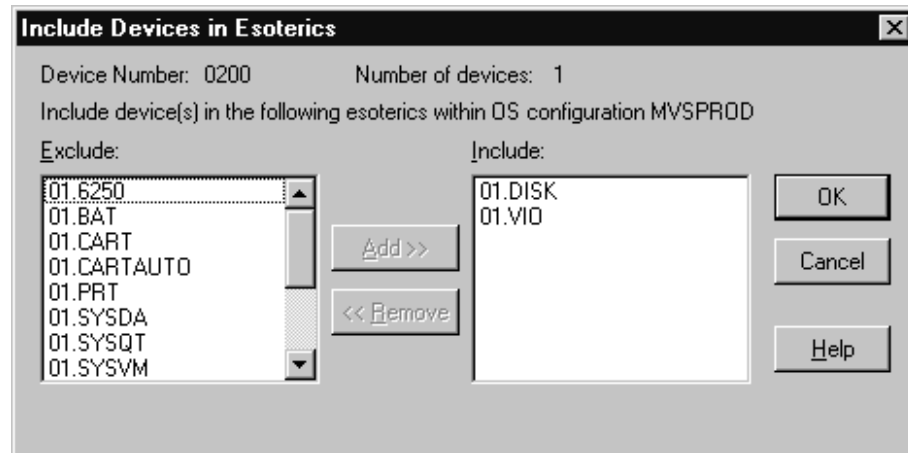 Include Devices in Esoterics
Device Number: 0200 Number of devices: 1
Include device(s) in the following esoterics within OS configuration MVSPROD
Exclude:
01.6250
01.BAT
01.CART
01.CARTAUTO
01.PRT
01.SYSDA
01.SYSQT
01.SYSVM
Add >>
<< Remove
Include:
01.DISK
01.VIO
OK
Cancel
Help